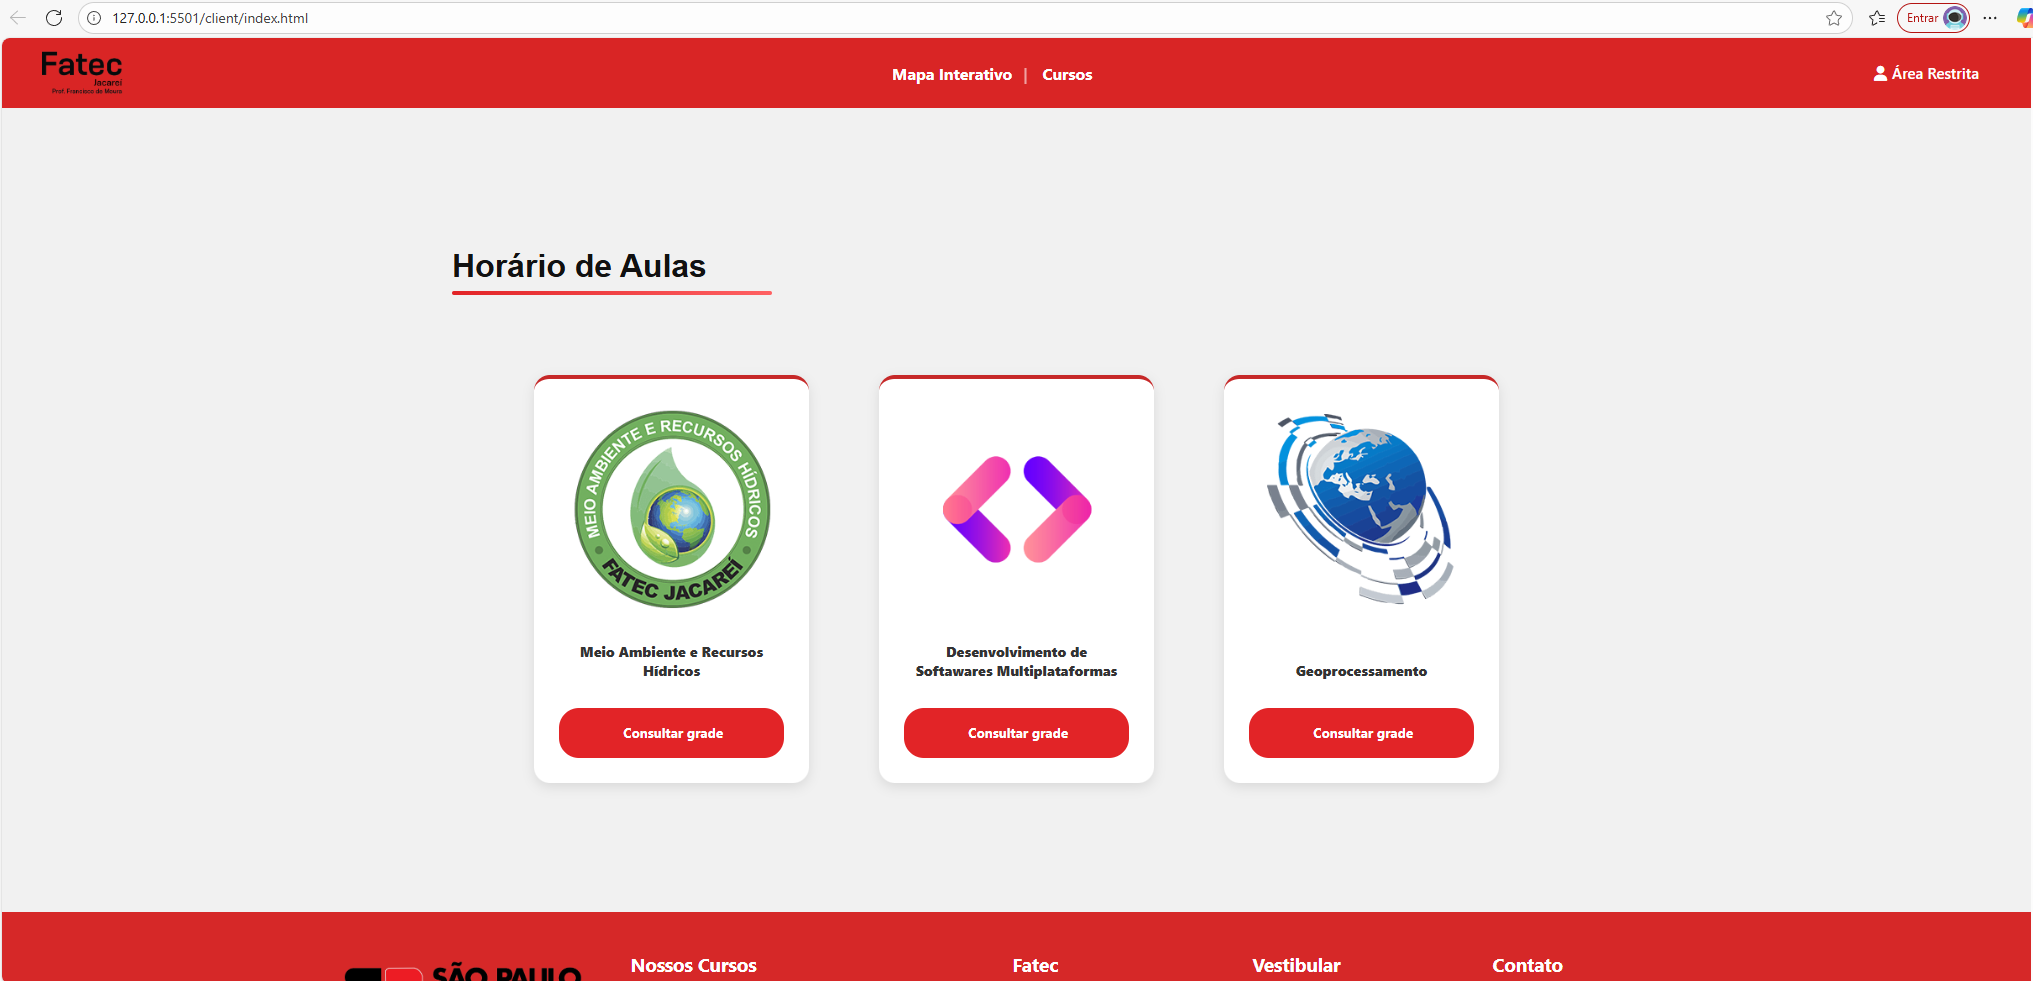 127.0.0.1:5501/client/index.html
Entrar
Fatec
Jacareí
Prof. Francisco de Moura
Mapa Interativo | Cursos
Área Restrita
Horário de Aulas
MEIO AMBIENTE E RECURSOS HÍDRICOS
FATEC JACAREÍ
Meio Ambiente e Recursos
Hídricos
Desenvolvimento de
Softawares Multiplataformas
Geoprocessamento
Consultar grade
Consultar grade
Consultar grade
SÃO PAULO
Nossos Cursos
Fatec
Vestibular
Contato